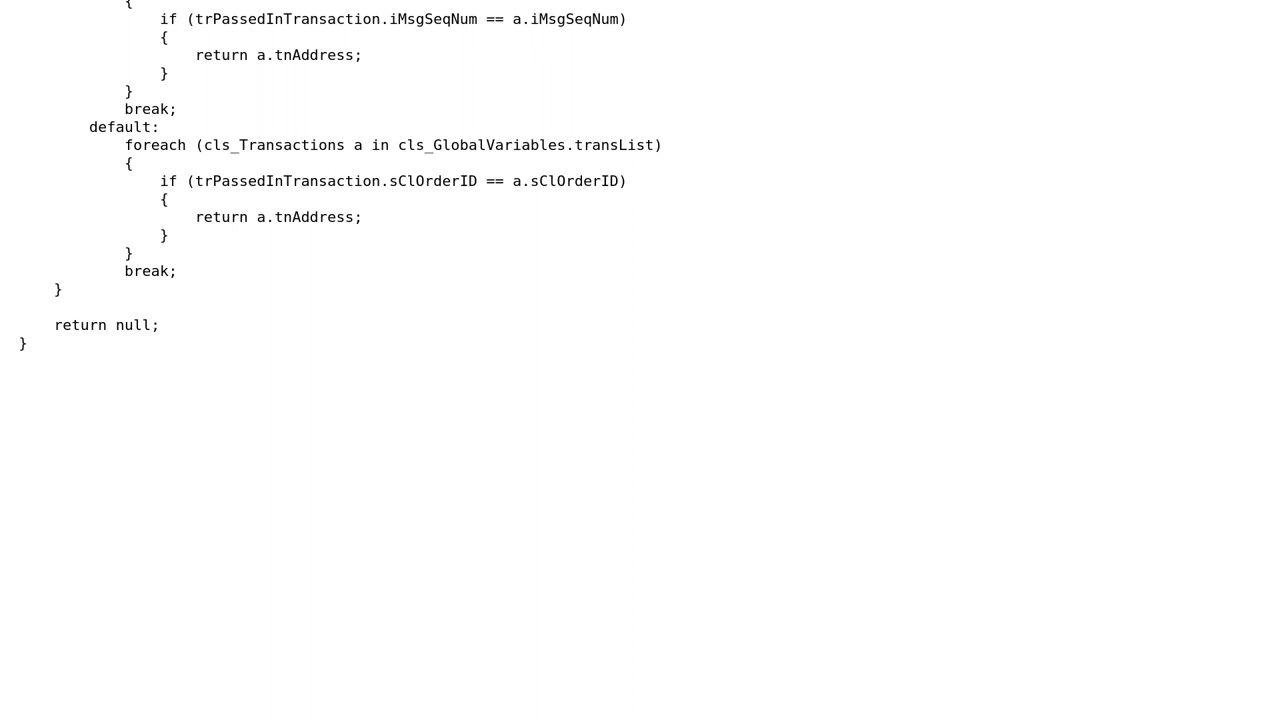 {
if (trPassedInTransaction.iMsgSeqNum == a.iMsgSeqNum)
{
return a.tnAddress;
}
}
break;
default:
foreach (cls_Transactions a in cls_GlobalVariables.transList)
{
if (trPassedInTransaction.sClOrderID == a.sClOrderID)
{
return a.tnAddress;
}
}
break;
}
return null;
}